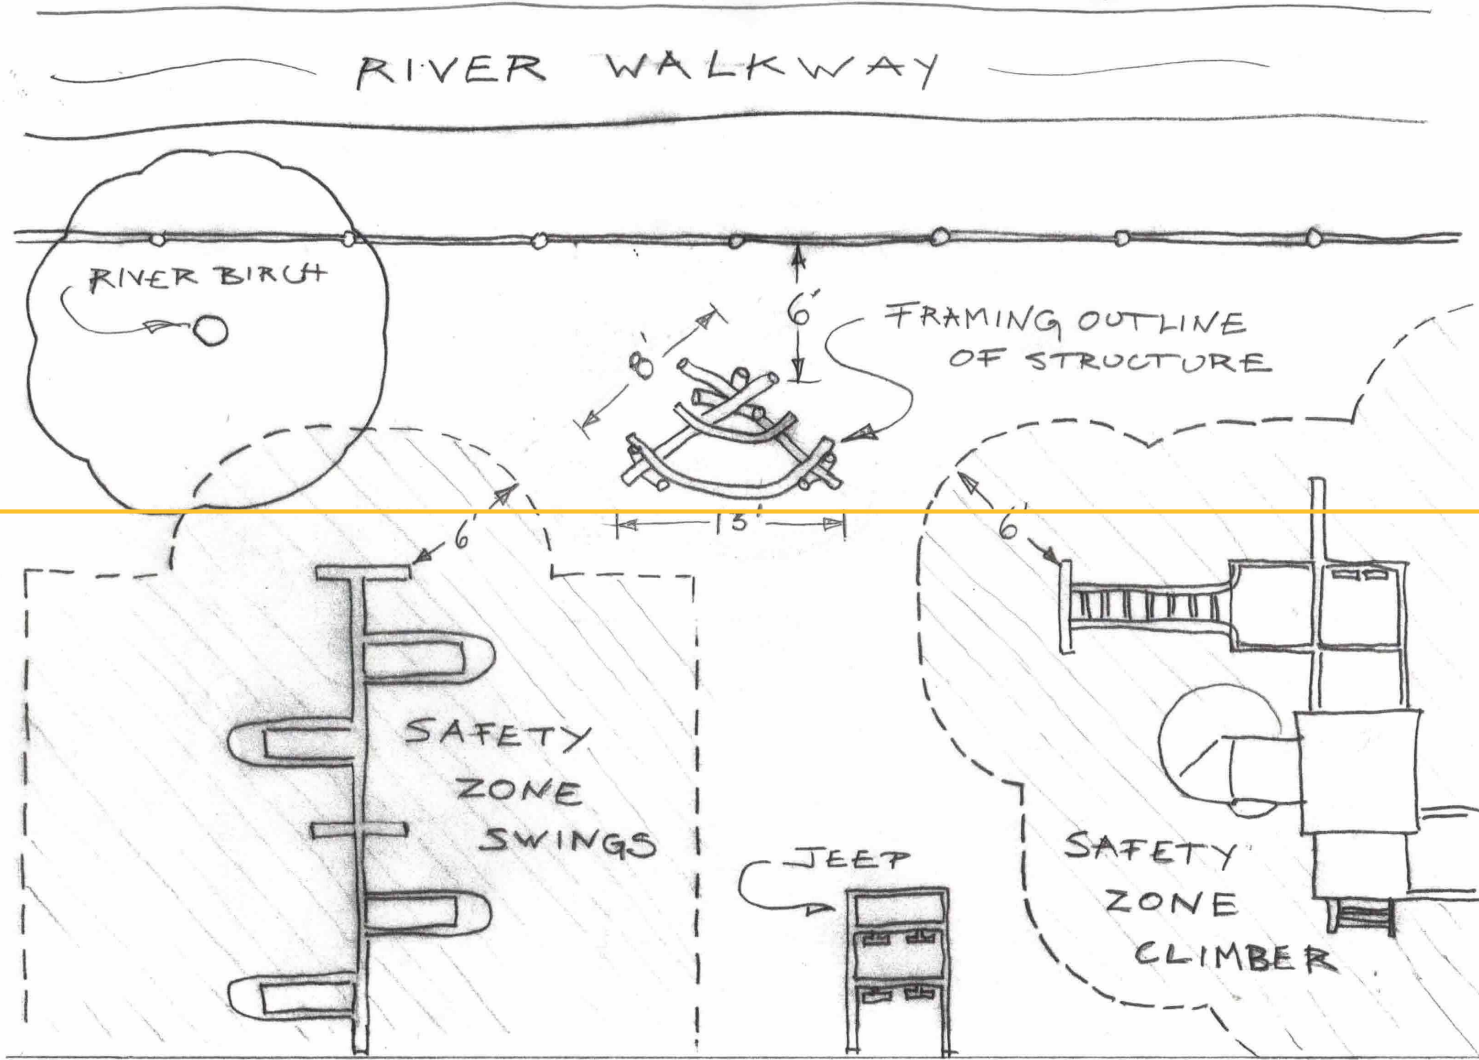 RIVER WALKWAY
RIVER BIRCH
6'
8'
FRAMING OUTLINE
OF STRUCTURE
15'
6'
6'
SAFETY
ZONE
SWINGS
JEEP
SAFETY
ZONE
CLIMBER